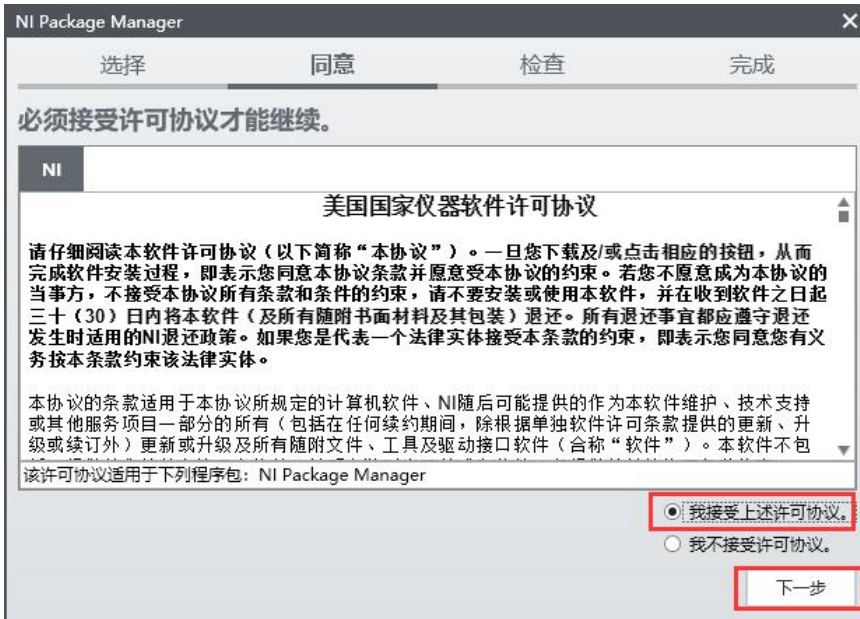 NI Package Manager
选择 同意 检查 完成
必须接受许可协议才能继续。
NI
美国国家仪器软件许可协议
请仔细阅读本软件许可协议（以下简称“本协议”）。一旦您下载及/或点击相应的按钮，从而
完成软件安装过程，即表示您同意本协议条款并愿意受本协议的约束。若您不愿意成为本协议的
当事方，不接受本协议所有条款和条件的约束，请不要安装或使用本软件，并在收到软件之日起
三十（30）日内将本软件（及所有随附书面材料及其包装）退还。所有退还事宜都应遵守退还
发生时适用的NI退还政策。如果您是代表一个法律实体接受本条款的约束，即表示您同意您有义
务按本条款约束该法律实体。
本协议的条款适用于本协议所规定的计算机软件、NI随后可能提供的作为本软件维护、技术支持
或其他服务项目一部分的所有（包括在任何续约期间，除根据单独软件许可条款提供的更新、升
级或续订外）更新或升级及所有随附文件、工具及驱动接口软件（合称“软件”）。本软件不包
该许可协议适用于下列程序包：NI Package Manager
我接受上述许可协议。
我不接受许可协议。
下一步